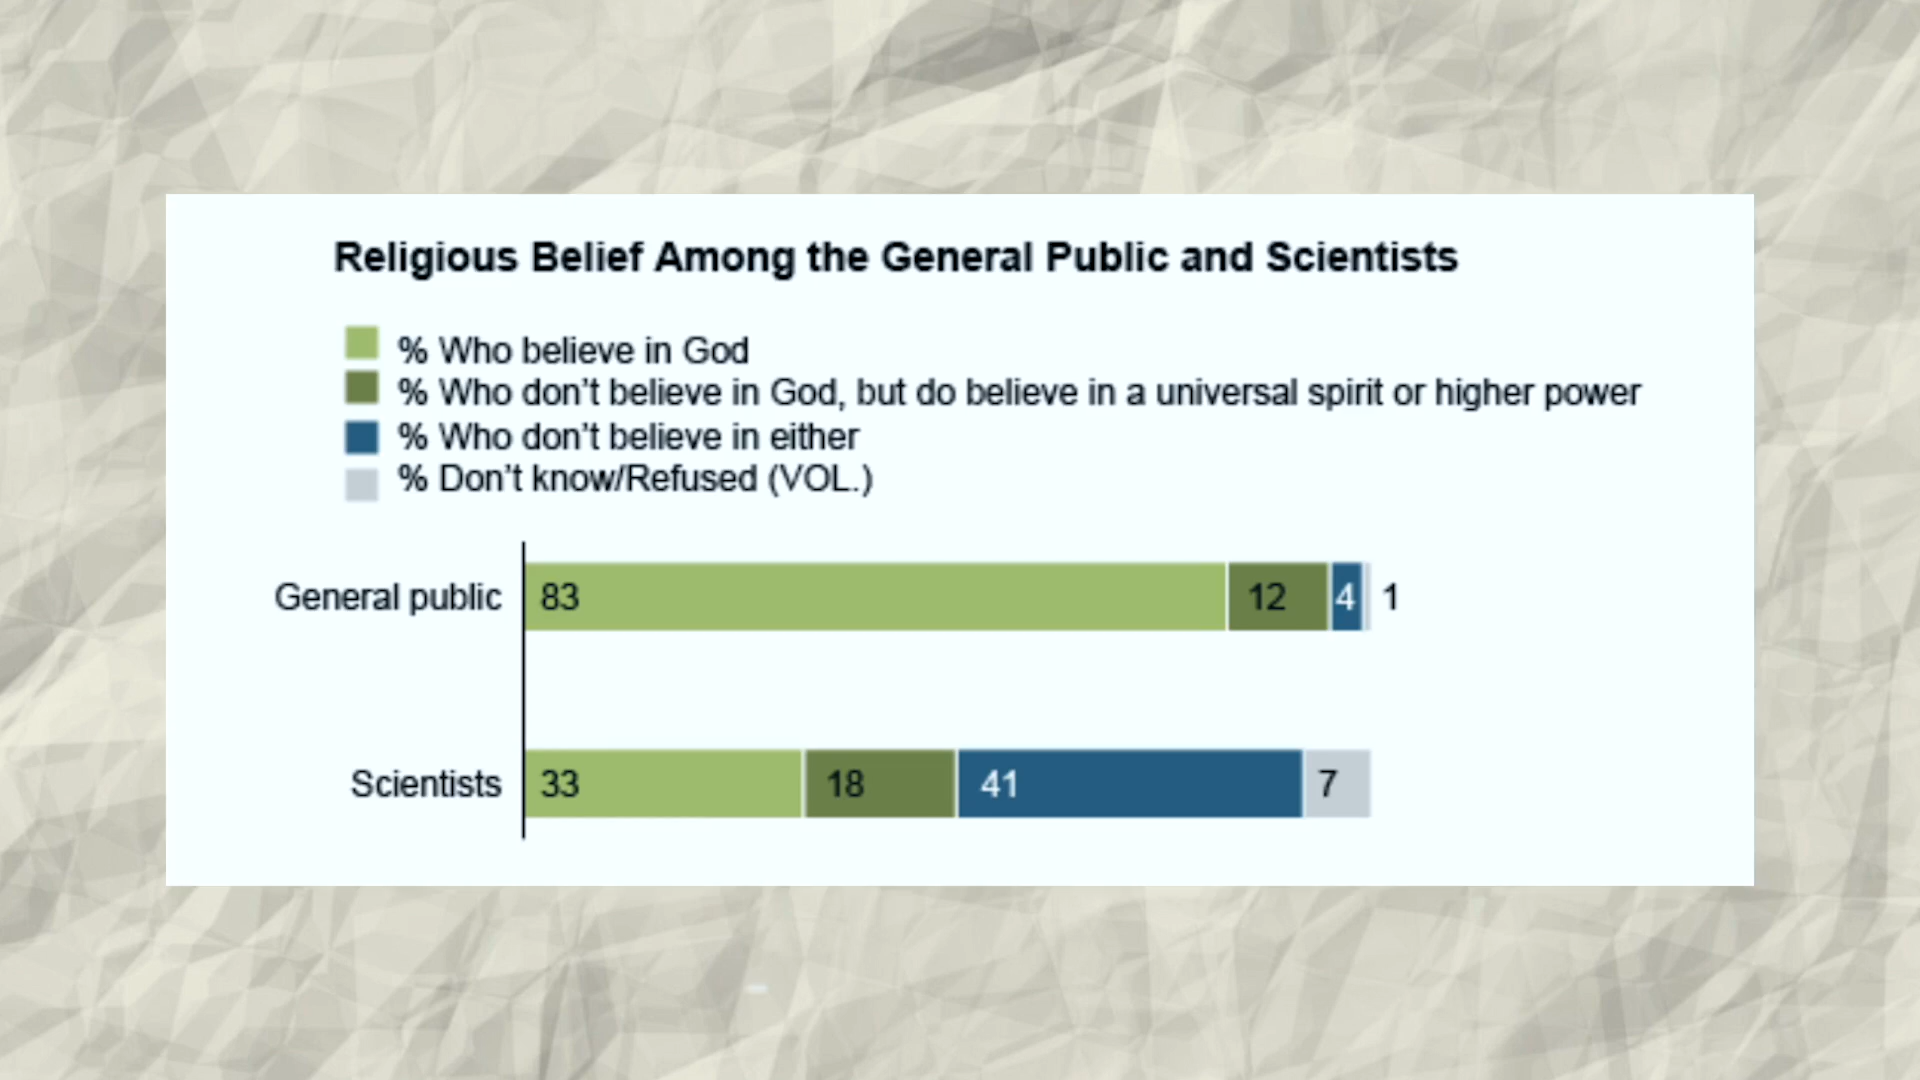 Religious Belief Among the General Public and Scientists
% Who believe in God
% Who don't believe in God, but do believe in a universal spirit or higher power
% Who don't believe in either
% Don't know/Refused (VOL.)
General public 83 12 4 1
Scientists 33 18 41 7